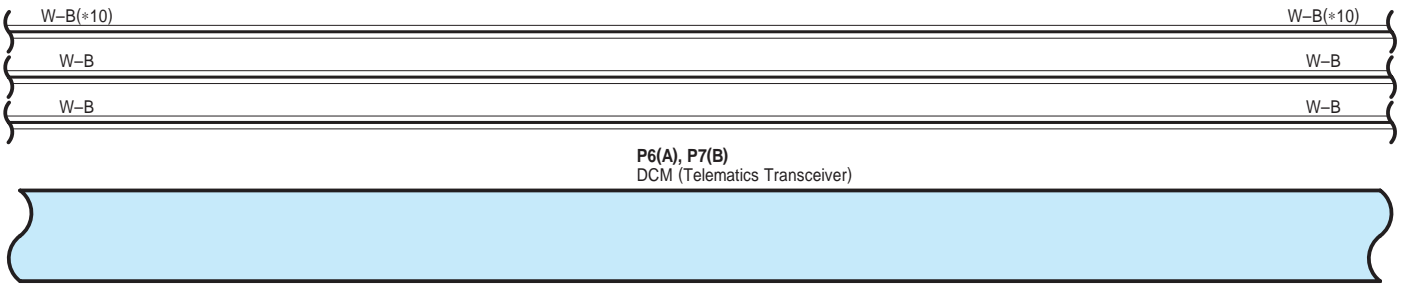 W–B(*10) W–B(*10)
W–B W–B
W–B W–B
P6(A), P7(B)
DCM (Telematics Transceiver)